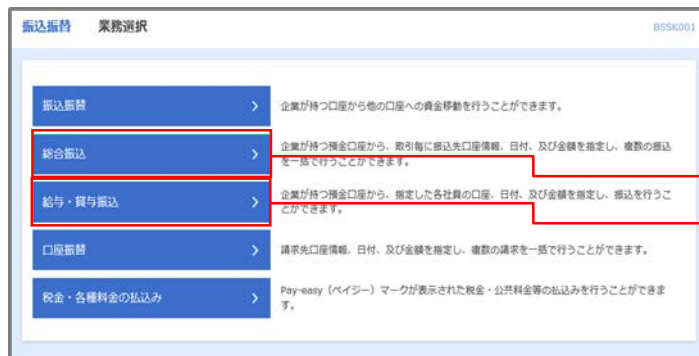 振込振替 業務選択
BSSK001
振込振替
企業が持つ口座から他の口座への資金移動を行うことができます。
総合振込
企業が持つ預金口座から、取引毎に振込先口座情報、日付、及び金額を指定し、複数の振込
を一括で行うことができます。
給与・賞与振込
企業が持つ預金口座から、指定した各社員の口座、日付、及び金額を指定し、振込を行うこ
とができます。
口座振替
請求先口座情報、日付、及び金額を指定し、複数の請求を一括で行うことができます。
税金・各種料金の払込み
Pay-easy（ペイジー）マークが表示された税金・公共料金等の払込みを行うことができま
す。